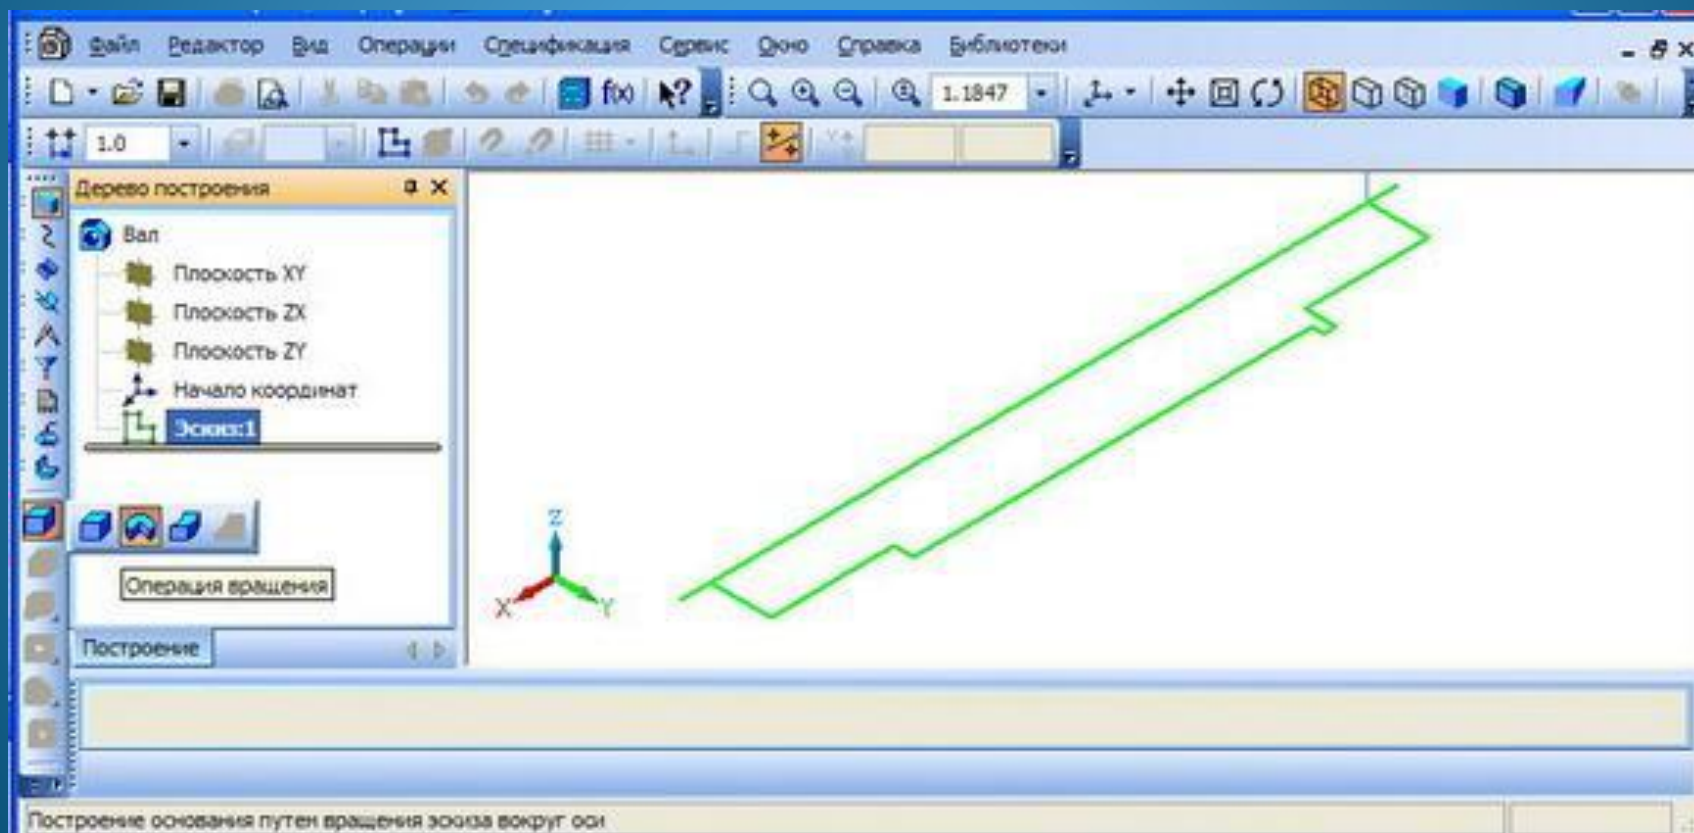 Файл Редактор Вид Операции Спецификация Сервис Окно Справка Библиотеки
f(x) 1.1847
1.0
Дерево построения
Вал
Плоскость XY
Плоскость ZX
Плоскость ZY
Начало координат
Эскиз:1
Операция вращения
Построение
Z
X
Y
Построение основания путем вращения эскиза вокруг оси